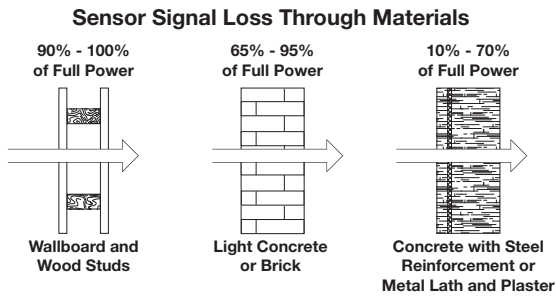 Sensor Signal Loss Through Materials
90% - 100%
of Full Power
65% - 95%
of Full Power
10% - 70%
of Full Power
Wallboard and
Wood Studs
Light Concrete
or Brick
Concrete with Steel
Reinforcement or
Metal Lath and Plaster